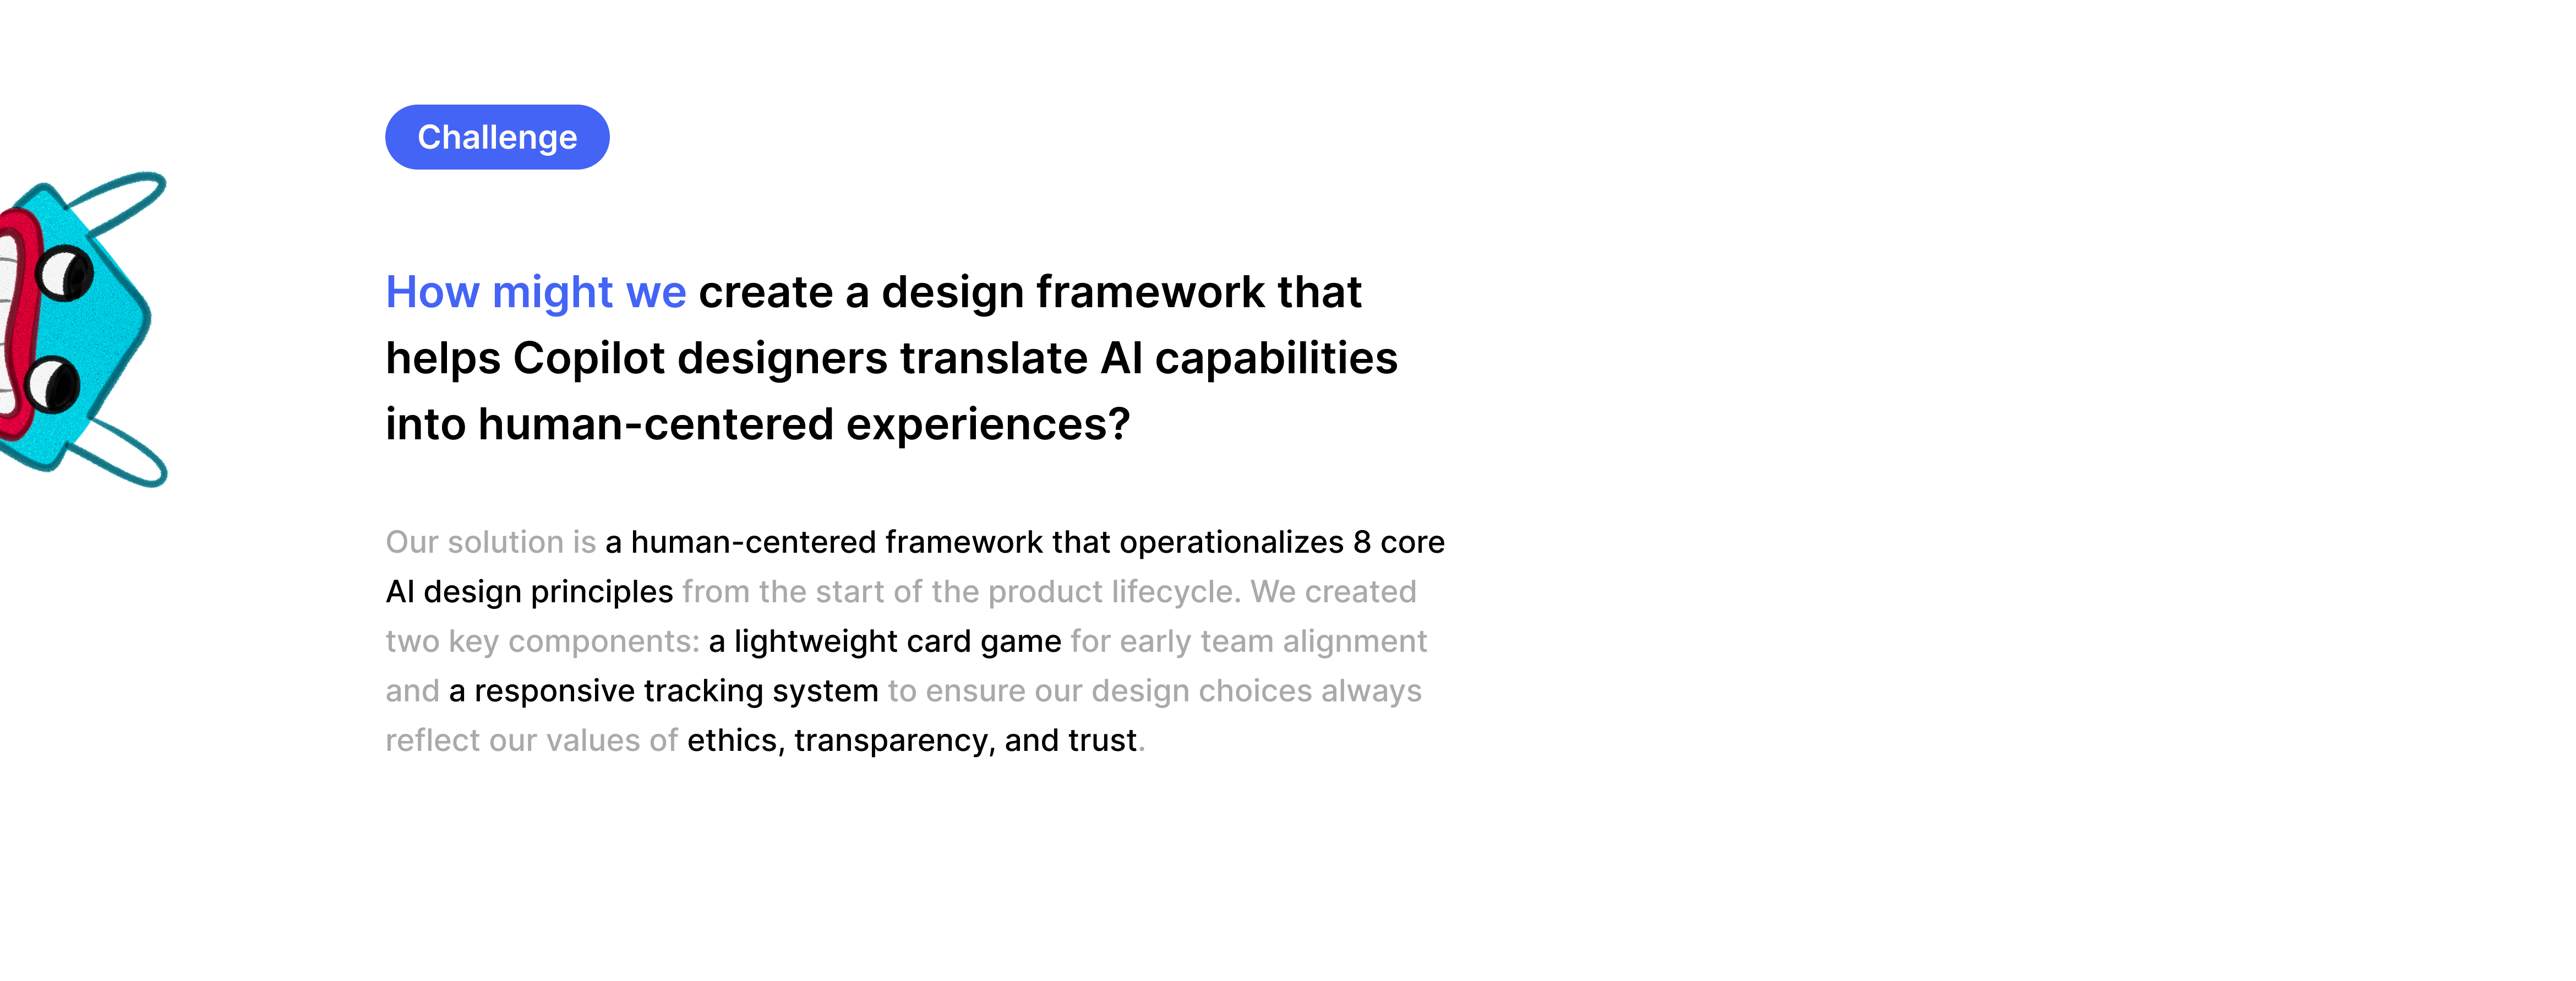 Challenge
How might we create a design framework that
helps Copilot designers translate AI capabilities
into human-centered experiences?
Our solution is a human-centered framework that operationalizes 8 core
AI design principles from the start of the product lifecycle. We created
two key components: a lightweight card game for early team alignment
and a responsive tracking system to ensure our design choices always
reflect our values of ethics, transparency, and trust.